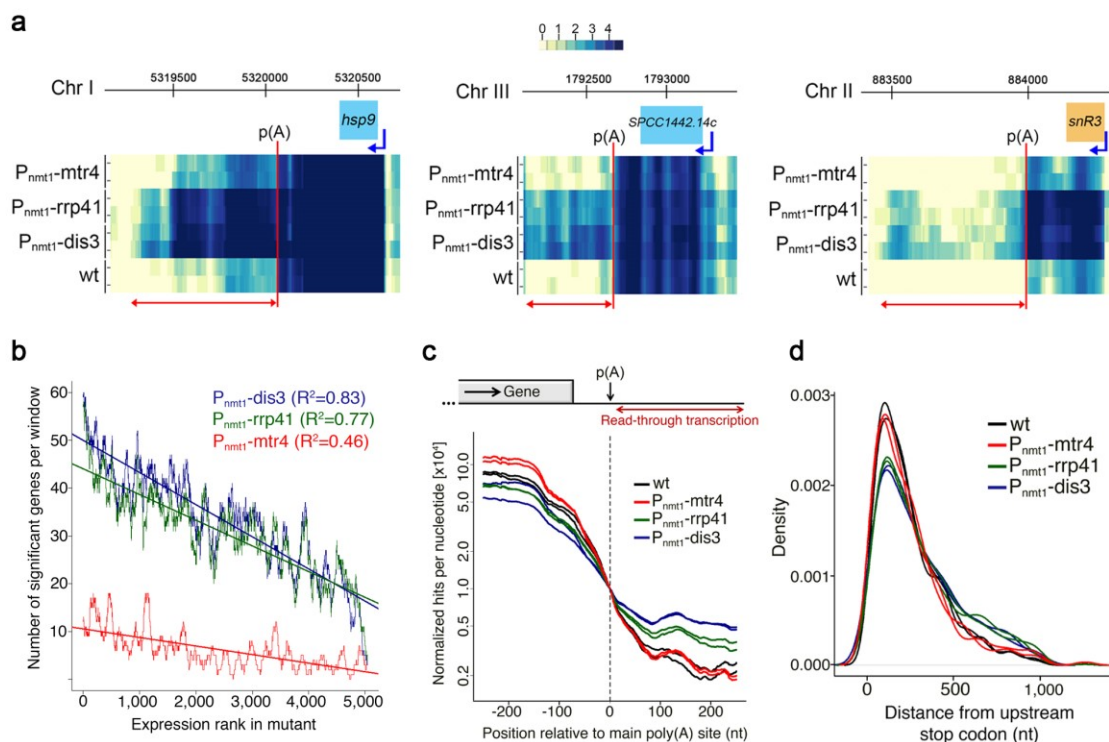 a
0 1 2 3 4
Chr I
5319500 5320000 5320500
hsp9
p(A)
Pnmt1-mtr4
Pnmt1-rrp41
Pnmt1-dis3
wt
Chr III
1792500 1793000
SPCC1442.14c
p(A)
Pnmt1-mtr4
Pnmt1-rrp41
Pnmt1-dis3
wt
Chr II
883500 884000
snR3
p(A)
Pnmt1-mtr4
Pnmt1-rrp41
Pnmt1-dis3
wt
b
Number of significant genes per window
60
50
40
30
20
10
Pnmt1-dis3 (R²=0.83)
Pnmt1-rrp41 (R²=0.77)
Pnmt1-mtr4 (R²=0.46)
0 1,000 2,000 3,000 4,000 5,000
Expression rank in mutant
c
p(A)
Gene
...
Read-through transcription
Normalized hits per nucleotide [x10⁴]
10.0
5.0
2.0
1.0
0.5
0.2
wt
Pnmt1-mtr4
Pnmt1-rrp41
Pnmt1-dis3
-200 -100 0 100 200
Position relative to main poly(A) site (nt)
d
Density
0.003
0.002
0.001
0.000
wt
Pnmt1-mtr4
Pnmt1-rrp41
Pnmt1-dis3
0 500 1,000
Distance from upstream
stop codon (nt)